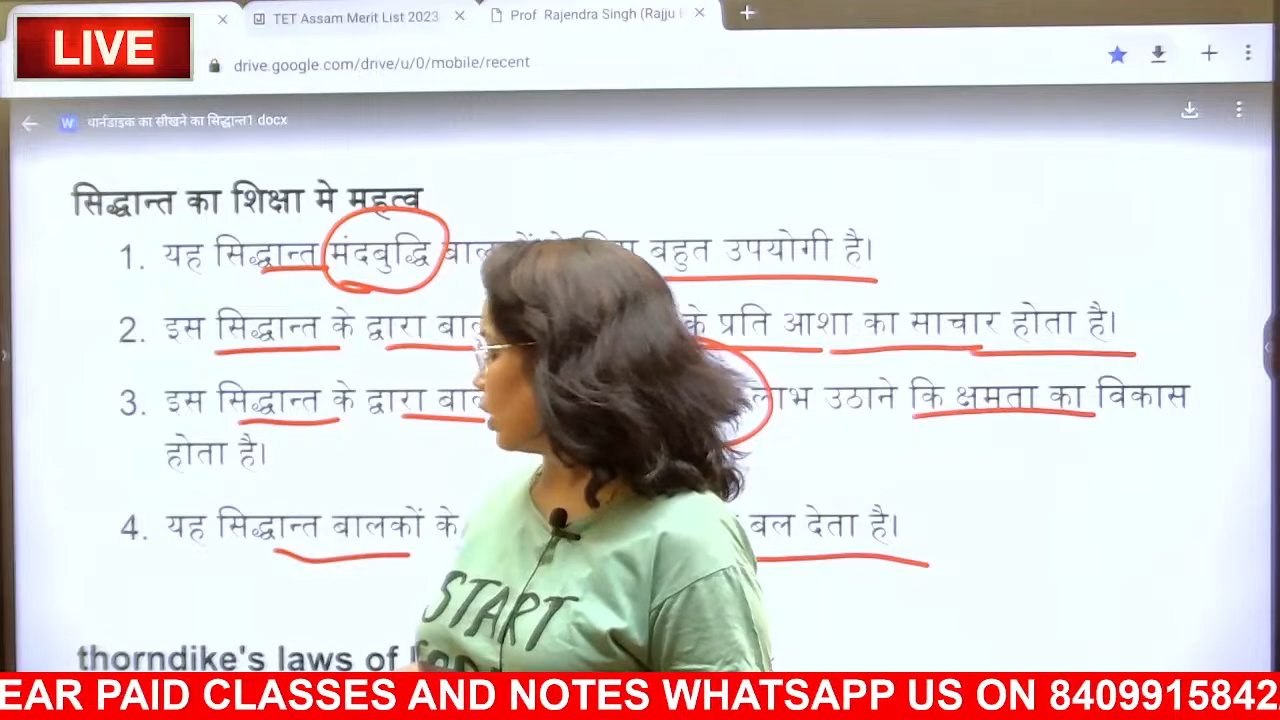 LIVE
TET Assam Merit List 2023
Prof Rajendra Singh (Rajju
drive.google.com/drive/u/0/mobile/recent
W थार्नडाइक का सीखने का सिद्धान्त1.docx
सिद्धान्त का शिक्षा मे महत्व
1. यह सिद्धान्त मंदबुद्धि बहुत उपयोगी है।
2. इस सिद्धान्त के द्वारा के प्रति आशा का साचार होता है।
3. इस सिद्धान्त के द्वारा लाभ उठाने कि क्षमता का विकास
होता है।
4. यह सिद्धान्त बालकों के बल देता है।
START
thorndike's laws of
EAR PAID CLASSES AND NOTES WHATSAPP US ON 8409915842